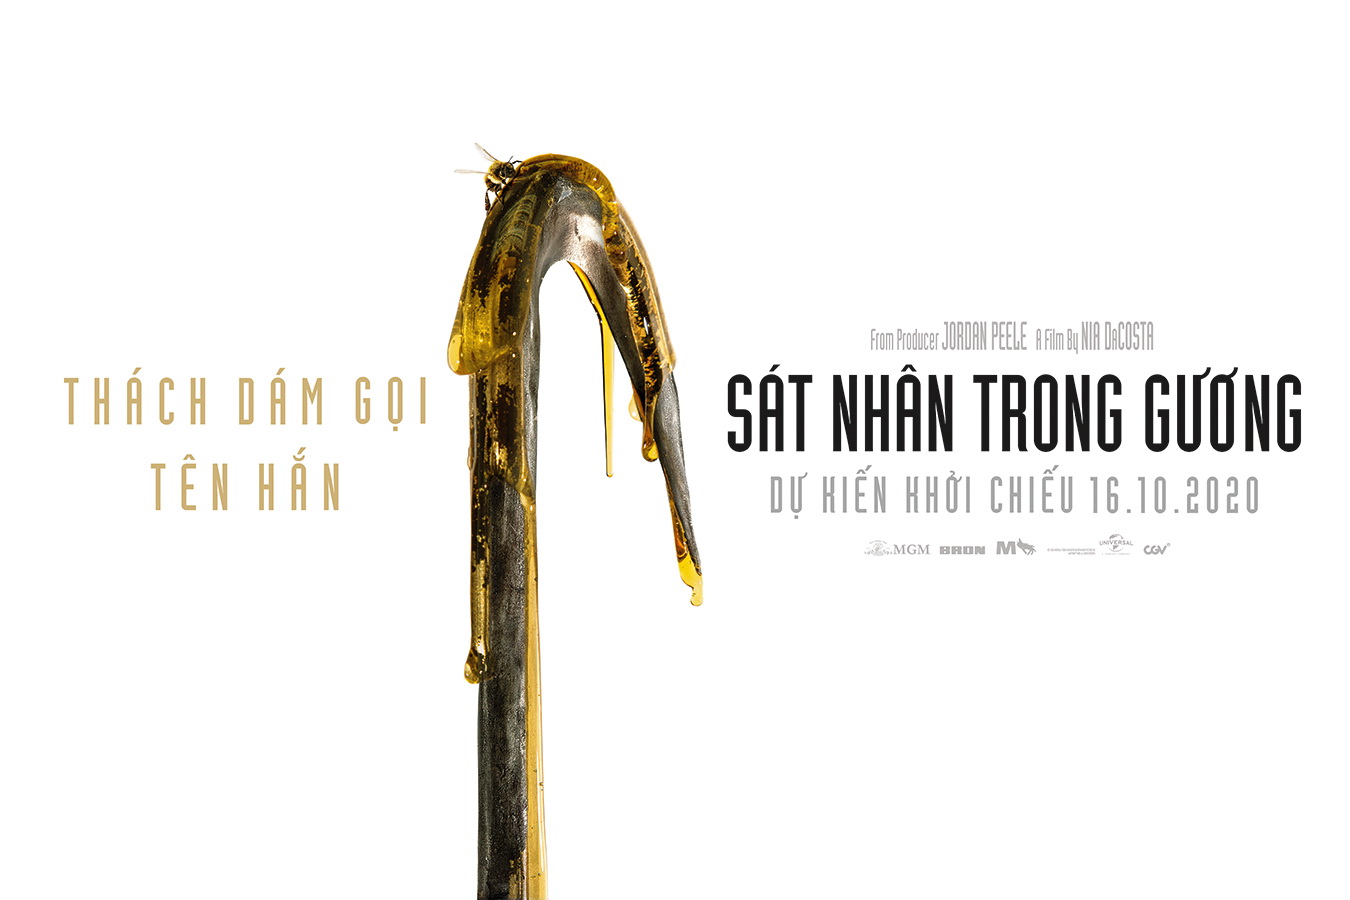 THÁCH DÁM GỌI
TÊN HẮN
From Producer JORDAN PEELE A Film By NIA DaCOSTA
SÁT NHÂN TRONG GƯƠNG
DỰ KIẾN KHỞI CHIẾU 16.10.2020
MGM BRON M UNIVERSAL CGV